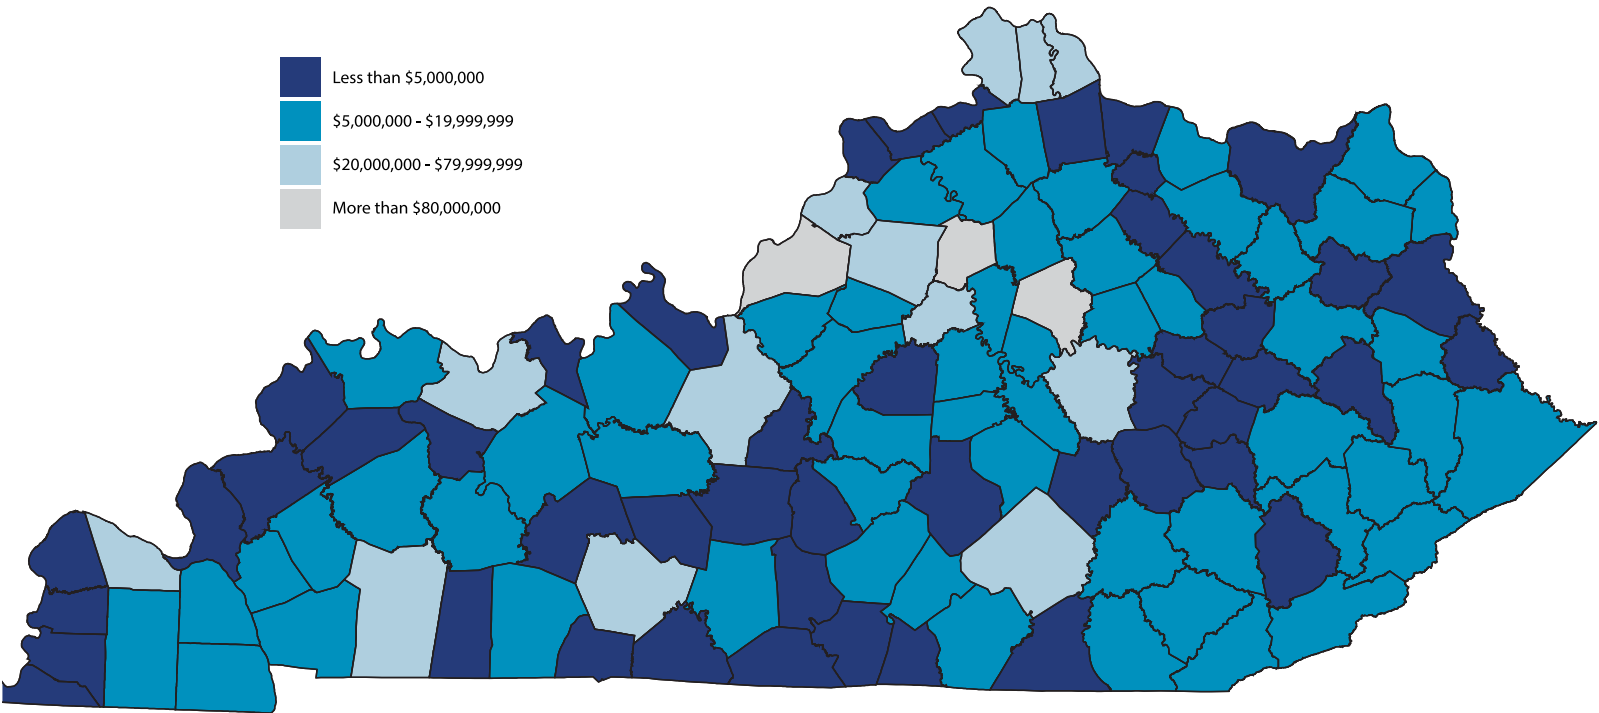 Less than $5,000,000
$5,000,000 - $19,999,999
$20,000,000 - $79,999,999
More than $80,000,000